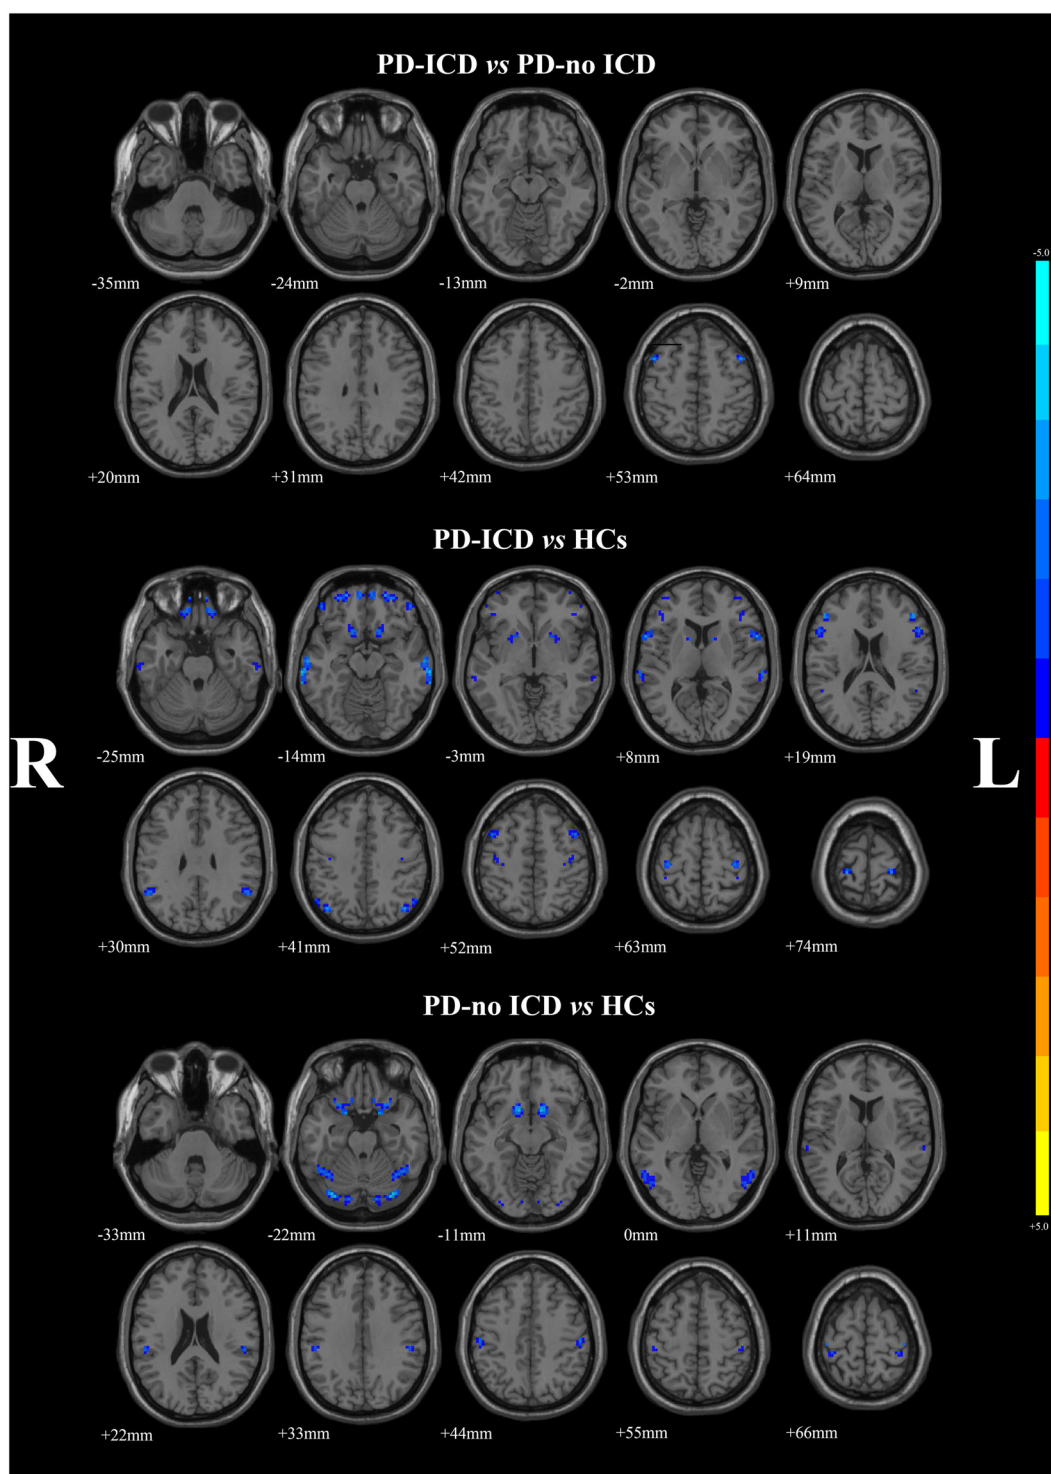 PD-ICD vs PD-no ICD
-35mm -24mm -13mm -2mm +9mm
-5.0
+20mm +31mm +42mm +53mm +64mm
PD-ICD vs HCs
R L
-25mm -14mm -3mm +8mm +19mm
+30mm +41mm +52mm +63mm +74mm
PD-no ICD vs HCs
-33mm -22mm -11mm 0mm +11mm
+5.0
+22mm +33mm +44mm +55mm +66mm